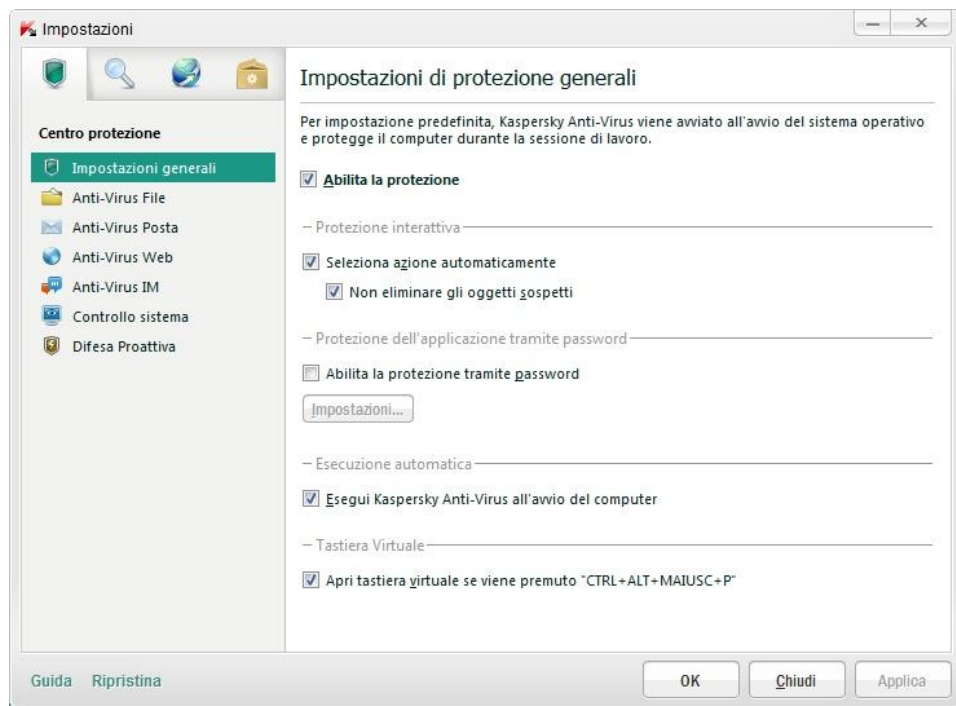 Impostazioni
Centro protezione
Impostazioni generali
Anti-Virus File
Anti-Virus Posta
Anti-Virus Web
Anti-Virus IM
Controllo sistema
Difesa Proattiva
Impostazioni di protezione generali
Per impostazione predefinita, Kaspersky Anti-Virus viene avviato all'avvio del sistema operativo
e protegge il computer durante la sessione di lavoro.
Abilita la protezione
Protezione interattiva
Seleziona azione automaticamente
Non eliminare gli oggetti sospetti
Protezione dell'applicazione tramite password
Abilita la protezione tramite password
Impostazioni...
Esecuzione automatica
Esegui Kaspersky Anti-Virus all'avvio del computer
Tastiera Virtuale
Apri tastiera virtuale se viene premuto "CTRL+ALT+MAIUSC+P"
Guida Ripristina
OK Chiudi Applica